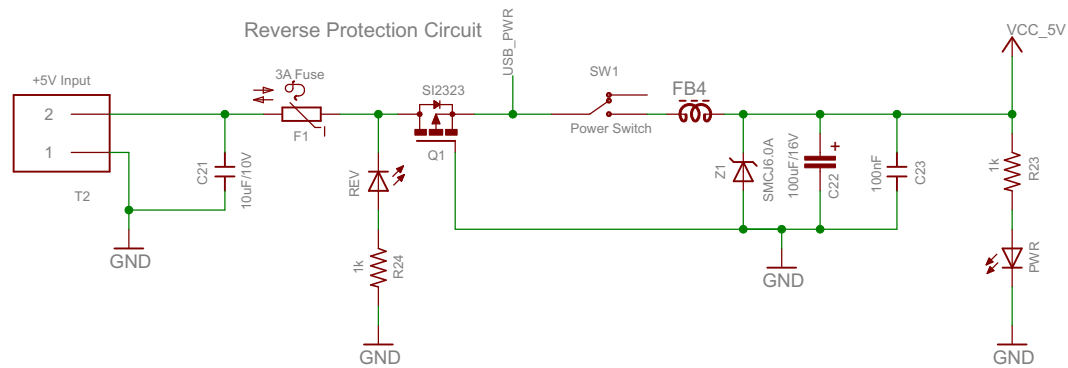 Reverse Protection Circuit
USB_PWR
VCC_5V
+5V Input
2
1
T2
C21
10uF/10V
GND
3A Fuse
F1
SI2323
Q1
REV
1k
R24
GND
SW1
Power Switch
FB4
Z1
SMCJ6.0A
100uF/16V
C22
100nF
C23
GND
1k
R23
PWR
GND